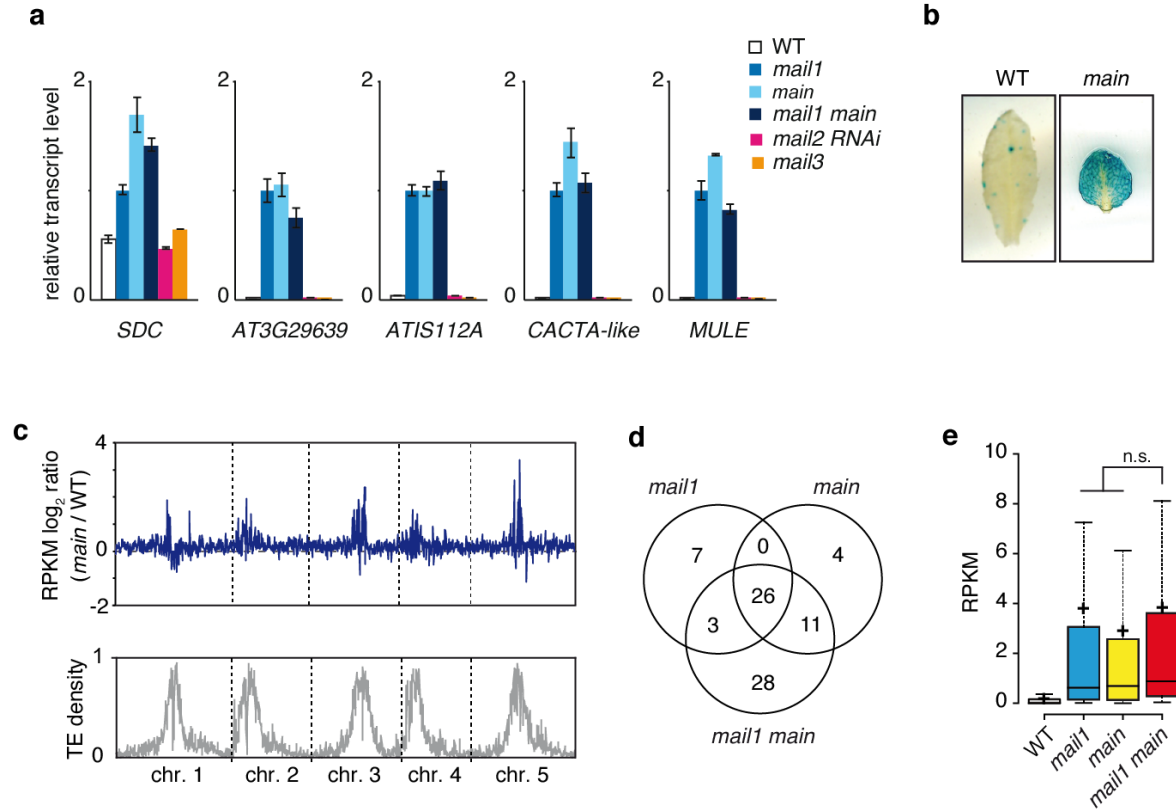 a
relative transcript level
2
0
SDC
2
0
AT3G29639
2
0
ATIS112A
2
0
CACTA-like
2
0
MULE
WT
mail1
main
mail1 main
mail2 RNAi
mail3
b
WT main
c
RPKM log2 ratio
(main / WT)
4
2
0
-2
TE density
1
0
chr. 1 chr. 2 chr. 3 chr. 4 chr. 5
d
mail1 main
7 0 4
26
3 11
28
mail1 main
e
n.s.
RPKM
10
8
6
4
2
0
WT
mail1
main
mail1 main